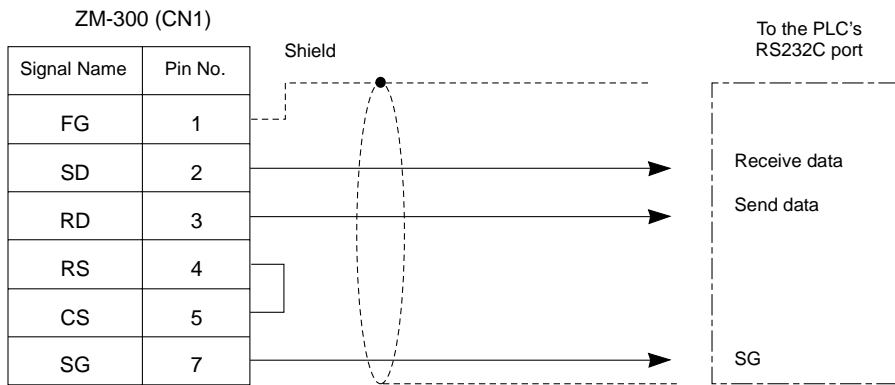 ZM-300 (CN1)
To the PLC's
RS232C port
Shield
Signal Name Pin No.
FG 1
SD 2 Receive data
RD 3 Send data
RS 4
CS 5
SG 7 SG